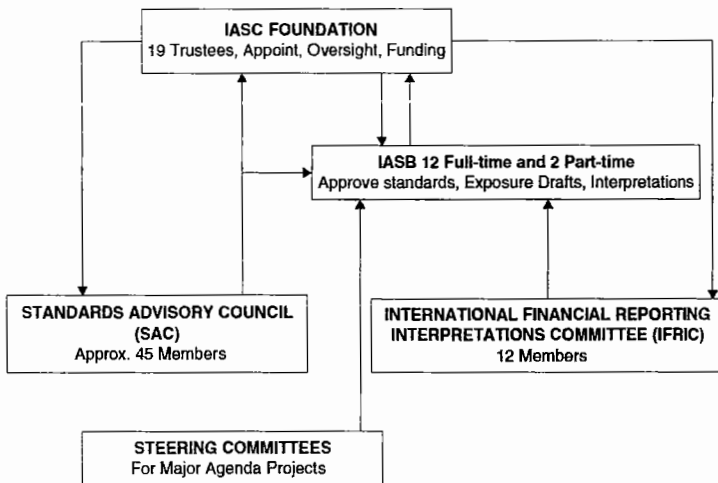 IASC FOUNDATION
19 Trustees, Appoint, Oversight, Funding
IASB 12 Full-time and 2 Part-time
Approve standards, Exposure Drafts, Interpretations
STANDARDS ADVISORY COUNCIL
(SAC)
Approx. 45 Members
INTERNATIONAL FINANCIAL REPORTING
INTERPRETATIONS COMMITTEE (IFRIC)
12 Members
STEERING COMMITTEES
For Major Agenda Projects